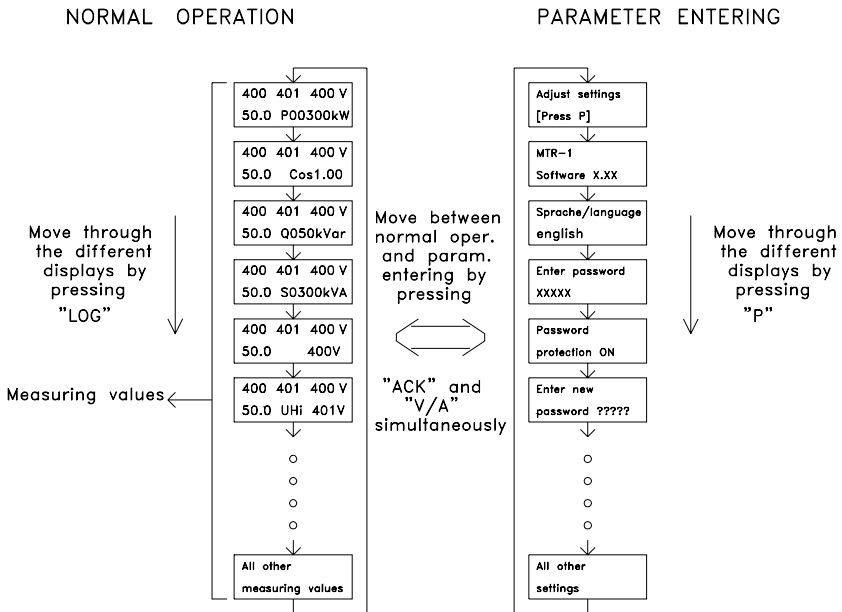 NORMAL OPERATION
400 401 400 V
50.0 P00300kW
400 401 400 V
50.0 Cos1.00
400 401 400 V
50.0 Q050kVar
400 401 400 V
50.0 S0300kVA
400 401 400 V
50.0 400V
400 401 400 V
50.0 UHi 401V
All other
measuring values
Move through
the different
displays by
pressing
"LOG"
Measuring values
Move between
normal oper.
and param.
entering by
pressing
"ACK" and
"V/A"
simultaneously
PARAMETER ENTERING
Adjust settings
[Press P]
MTR-1
Software X.XX
Sprache/language
english
Enter password
XXXXX
Password
protection ON
Enter new
password ?????
All other
settings
Move through
the different
displays by
pressing
"P"